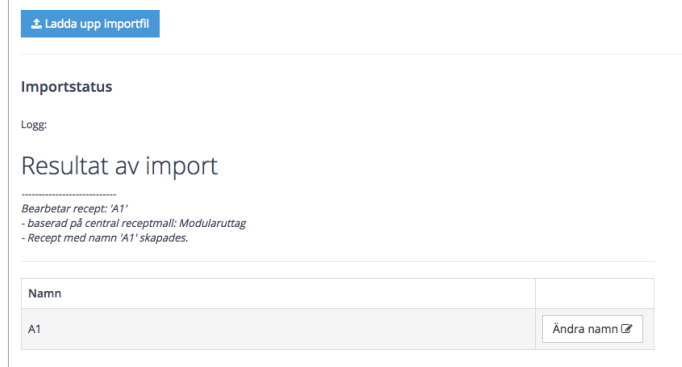 Ladda upp importfil
Importstatus
Logg:
Resultat av import
----------------------------
Bearbetar recept: 'A1'
- baserad på central receptmall: Modularuttag
- Recept med namn 'A1' skapades.
Namn
A1 Ändra namn